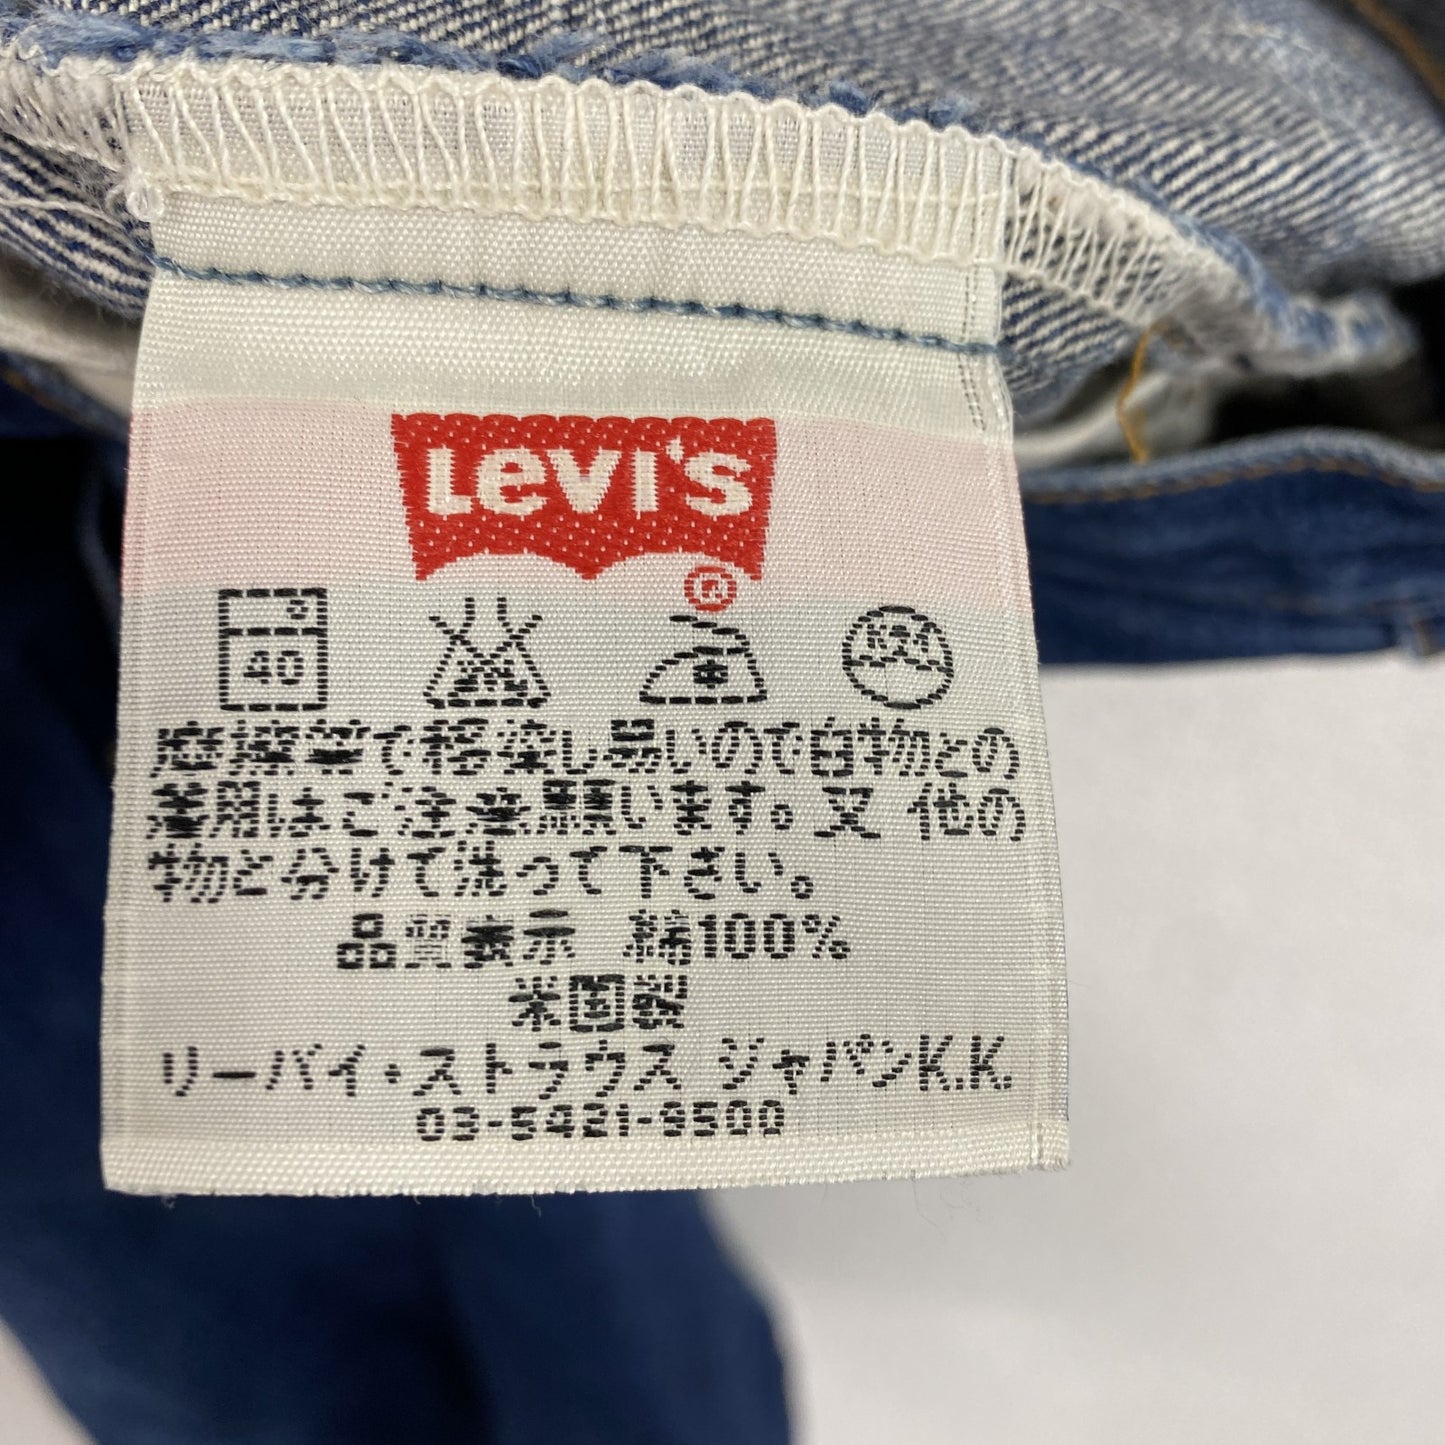 Levi's
®
40
摩擦等で移染し易いので白物との
着用はご注意願います。又 他の
物と分けて洗って下さい。
品質表示 綿100%
米国製
リーバイ・ストラウス ジャパンK.K.
03-5421-9500